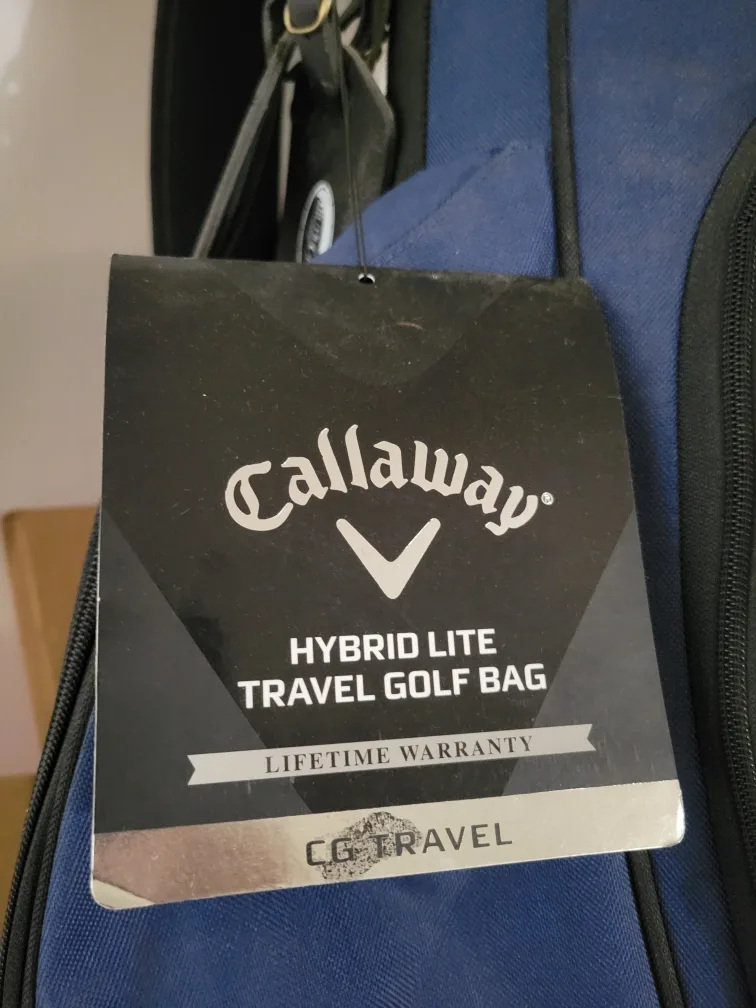 Callaway®
HYBRID LITE
TRAVEL GOLF BAG
LIFETIME WARRANTY
CG TRAVEL